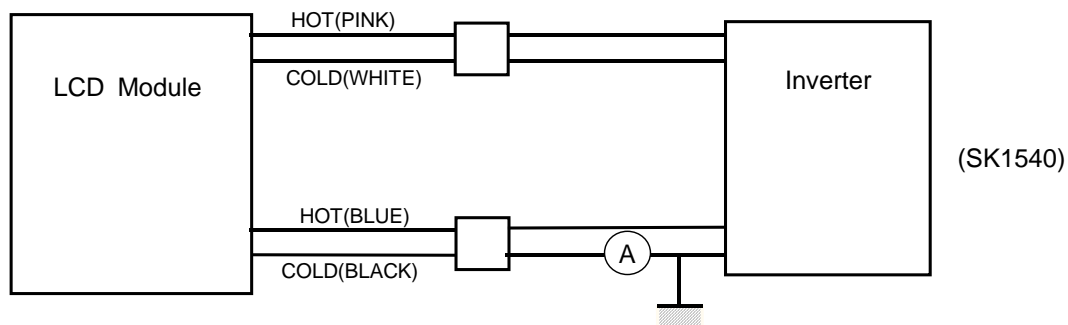 HOT(PINK)
COLD(WHITE)
LCD Module
Inverter
(SK1540)
HOT(BLUE)
A
COLD(BLACK)